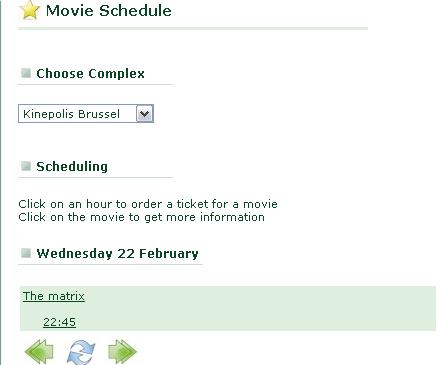 Movie Schedule
Choose Complex
Kinepolis Brussel
Scheduling
Click on an hour to order a ticket for a movie
Click on the movie to get more information
Wednesday 22 February
The matrix
22:45